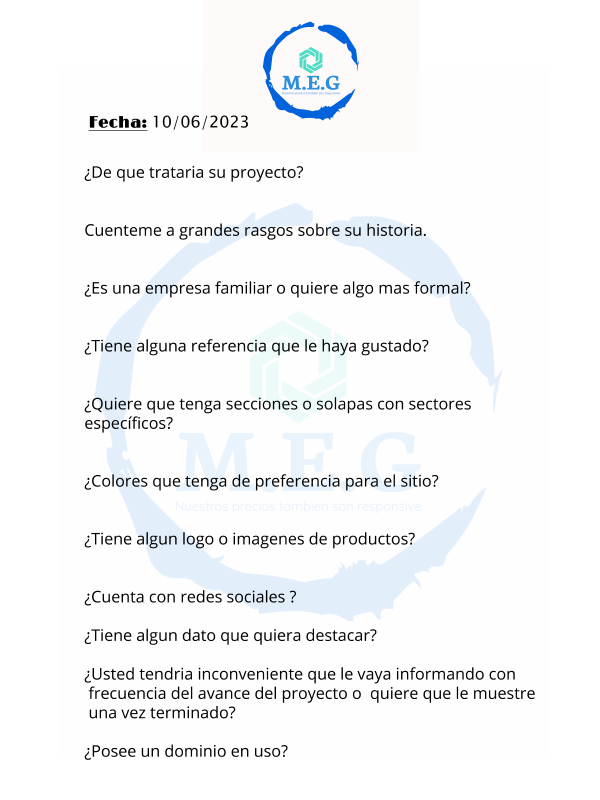 M.E.G
Fecha: 10/06/2023
¿De que trataria su proyecto?
Cuenteme a grandes rasgos sobre su historia.
¿Es una empresa familiar o quiere algo mas formal?
¿Tiene alguna referencia que le haya gustado?
¿Quiere que tenga secciones o solapas con sectores
específicos?
M.E.G
¿Colores que tenga de preferencia para el sitio?
Nuestros precios tambien son responsive
¿Tiene algun logo o imagenes de productos?
¿Cuenta con redes sociales ?
¿Tiene algun dato que quiera destacar?
¿Usted tendria inconveniente que le vaya informando con
frecuencia del avance del proyecto o  quiere que le muestre
una vez terminado?
¿Posee un dominio en uso?